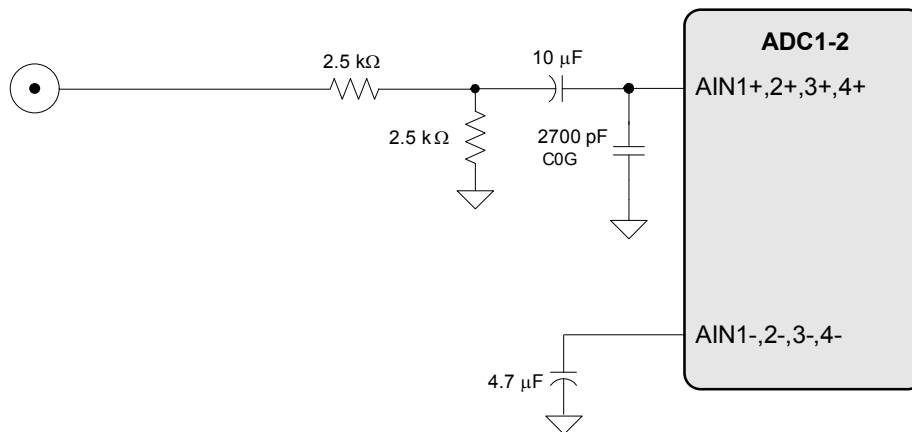 ADC1-2
10 µF
2.5 kΩ
AIN1+,2+,3+,4+
2.5 kΩ
2700 pF
C0G
AIN1-,2-,3-,4-
4.7 µF